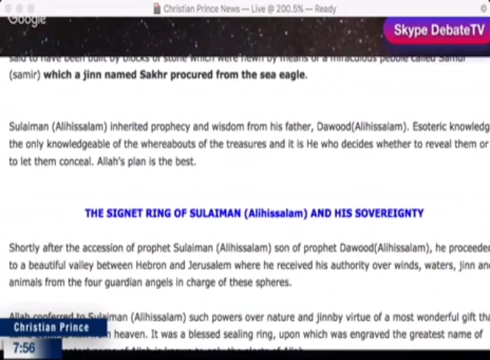 Christian Prince News — Live @ 200.5% — Ready
Google
Skype DebateTV
said to have been built by blocks of stone which were hewn by means of a miraculous pebble called Samur
(samir) which a jinn named Sakhr procured from the sea eagle.
Sulaiman (Alihissalam) inherited prophecy and wisdom from his father, Dawood(Alihissalam). Esoteric knowledg
the only knowledgeable of the whereabouts of the treasures and it is He who decides whether to reveal them or
to let them conceal. Allah's plan is the best.
THE SIGNET RING OF SULAIMAN (Alihissalam) AND HIS SOVEREIGNTY
Shortly after the accession of prophet Sulaiman (Alihissalam) son of prophet Dawood(Alihissalam), he proceede
to a beautiful valley between Hebron and Jerusalem where he received his authority over winds, waters, jinn an
animals from the four guardian angels in charge of these spheres.
Allah conferred to Sulaiman (Alihissalam) such powers over nature and jinnby virtue of a most wonderful gift tha
from heaven. It was a blessed sealing ring, upon which was engraved the greatest name of
Christian Prince
7:56